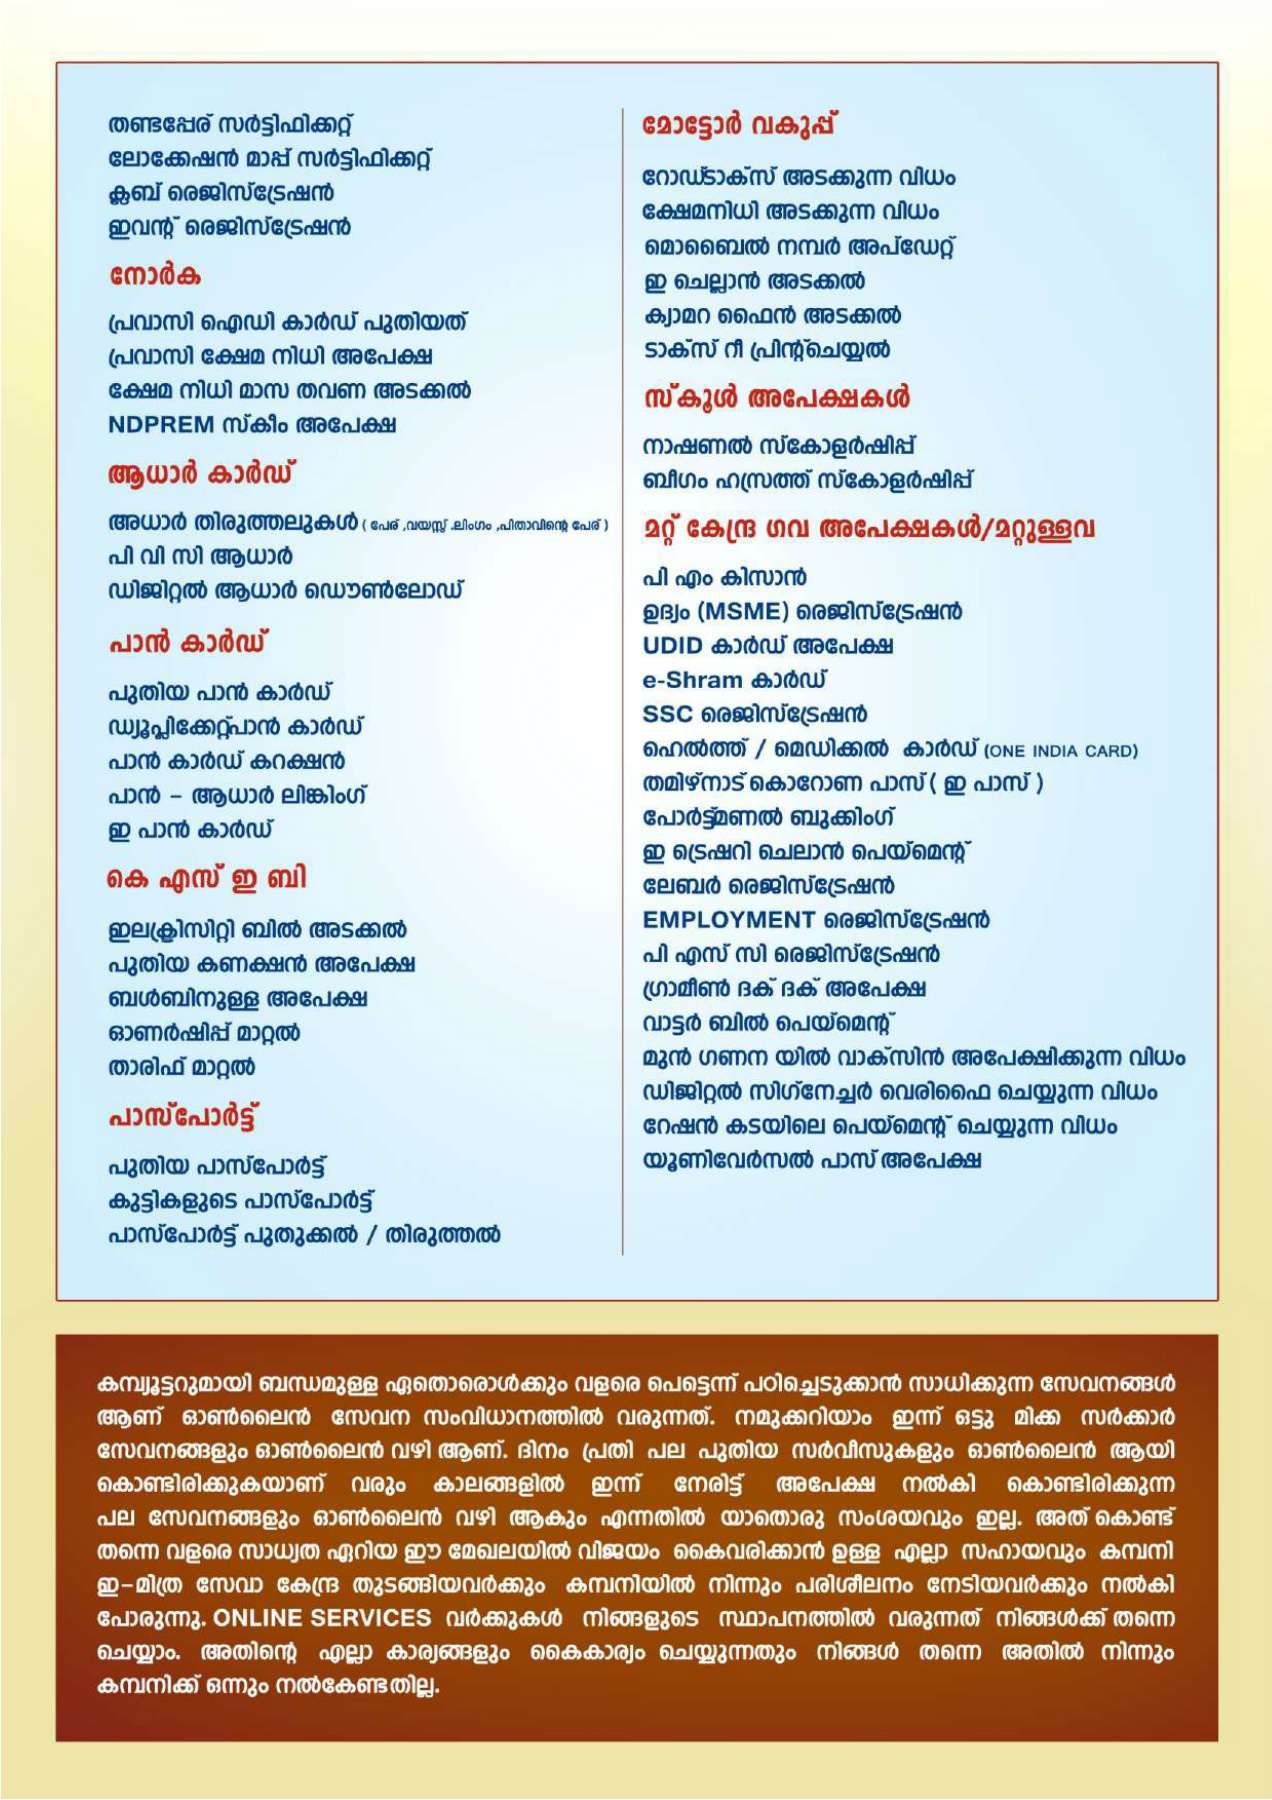 തണ്ടപ്പേര് സർട്ടിഫിക്കറ്റ്
ലോക്കേഷൻ മാപ്പ് സർട്ടിഫിക്കറ്റ്
ക്ലബ് രെജിസ്ട്രേഷൻ
ഇവന്റ് രെജിസ്ട്രേഷൻ
നോർക
പ്രവാസി ഐഡി കാർഡ് പുതിയത്
പ്രവാസി ക്ഷേമ നിധി അപേക്ഷ
ക്ഷേമ നിധി മാസ തവണ അടക്കൽ
NDPREM സ്കീം അപേക്ഷ
ആധാർ കാർഡ്
അധാർ തിരുത്തലുകൾ ( പേര് ,വയസ്സ് .ലിംഗം ,പിതാവിന്റെ പേര് )
പി വി സി ആധാർ
ഡിജിറ്റൽ ആധാർ ഡൌൺലോഡ്
പാൻ കാർഡ്
പുതിയ പാൻ കാർഡ്
ഡ്യൂപ്ലിക്കേറ്റ്പാൻ കാർഡ്
പാൻ കാർഡ് കറക്ഷൻ
പാൻ – ആധാർ ലിങ്കിംഗ്
ഇ പാൻ കാർഡ്
കെ എസ് ഇ ബി
ഇലക്ട്രിസിറ്റി ബിൽ അടക്കൽ
പുതിയ കണക്ഷൻ അപേക്ഷ
ബൾബിനുള്ള അപേക്ഷ
ഓണർഷിപ്പ് മാറ്റൽ
താരിഫ് മാറ്റൽ
പാസ്പോർട്ട്
പുതിയ പാസ്പോർട്ട്
കുട്ടികളുടെ പാസ്പോർട്ട്
പാസ്പോർട്ട് പുതുക്കൽ / തിരുത്തൽ
മോട്ടോർ വകുപ്പ്
റോഡ്ടാക്സ് അടക്കുന്ന വിധം
ക്ഷേമനിധി അടക്കുന്ന വിധം
മൊബൈൽ നമ്പർ അപ്ഡേറ്റ്
ഇ ചെല്ലാൻ അടക്കൽ
ക്യാമറ ഫൈൻ അടക്കൽ
ടാക്സ് റീ പ്രിന്റ്ചെയ്യൽ
സ്കൂൾ അപേക്ഷകൾ
നാഷണൽ സ്കോളർഷിപ്പ്
ബീഗം ഹസ്രത്ത് സ്കോളർഷിപ്പ്
മറ്റ് കേന്ദ്ര ഗവ അപേക്ഷകൾ/മറ്റുള്ളവ
പി എം കിസാൻ
ഉദ്യം (MSME) രെജിസ്ട്രേഷൻ
UDID കാർഡ് അപേക്ഷ
e-Shram കാർഡ്
SSC രെജിസ്ട്രേഷൻ
ഹെൽത്ത് / മെഡിക്കൽ കാർഡ് (ONE INDIA CARD)
തമിഴ്നാട് കൊറോണ പാസ് ( ഇ പാസ് )
പോർട്ട്മണൽ ബുക്കിംഗ്
ഇ ട്രെഷറി ചെലാൻ പെയ്മെന്റ്
ലേബർ രെജിസ്ട്രേഷൻ
EMPLOYMENT രെജിസ്ട്രേഷൻ
പി എസ് സി രെജിസ്ട്രേഷൻ
ഗ്രാമീൺ ദക് ദക് അപേക്ഷ
വാട്ടർ ബിൽ പെയ്മെന്റ്
മുൻ ഗണന യിൽ വാക്സിൻ അപേക്ഷിക്കുന്ന വിധം
ഡിജിറ്റൽ സിഗ്നേച്ചർ വെരിഫൈ ചെയ്യുന്ന വിധം
റേഷൻ കടയിലെ പെയ്മെന്റ് ചെയ്യുന്ന വിധം
യൂണിവേർസൽ പാസ് അപേക്ഷ
കമ്പ്യൂട്ടറുമായി ബന്ധമുള്ള ഏതൊരൊൾക്കും വളരെ പെട്ടെന്ന് പഠിച്ചെടുക്കാൻ സാധിക്കുന്ന സേവനങ്ങൾ
ആണ് ഓൺലൈൻ സേവന സംവിധാനത്തിൽ വരുന്നത്. നമുക്കറിയാം ഇന്ന് ഒട്ടു മിക്ക സർക്കാർ
സേവനങ്ങളും ഓൺലൈൻ വഴി ആണ്. ദിനം പ്രതി പല പുതിയ സർവീസുകളും ഓൺലൈൻ ആയി
കൊണ്ടിരിക്കുകയാണ് വരും കാലങ്ങളിൽ ഇന്ന് നേരിട്ട് അപേക്ഷ നൽകി കൊണ്ടിരിക്കുന്ന
പല സേവനങ്ങളും ഓൺലൈൻ വഴി ആകും എന്നതിൽ യാതൊരു സംശയവും ഇല്ല. അത് കൊണ്ട്
തന്നെ വളരെ സാധ്യത ഏറിയ ഈ മേഖലയിൽ വിജയം കൈവരിക്കാൻ ഉള്ള എല്ലാ സഹായവും കമ്പനി
ഇ-മിത്ര സേവാ കേന്ദ്ര തുടങ്ങിയവർക്കും കമ്പനിയിൽ നിന്നും പരിശീലനം നേടിയവർക്കും നൽകി
പോരുന്നു. ONLINE SERVICES വർക്കുകൾ നിങ്ങളുടെ സ്ഥാപനത്തിൽ വരുന്നത് നിങ്ങൾക്ക് തന്നെ
ചെയ്യാം. അതിന്റെ എല്ലാ കാര്യങ്ങളും കൈകാര്യം ചെയ്യുന്നതും നിങ്ങൾ തന്നെ അതിൽ നിന്നും
കമ്പനിക്ക് ഒന്നും നൽകേണ്ടതില്ല.